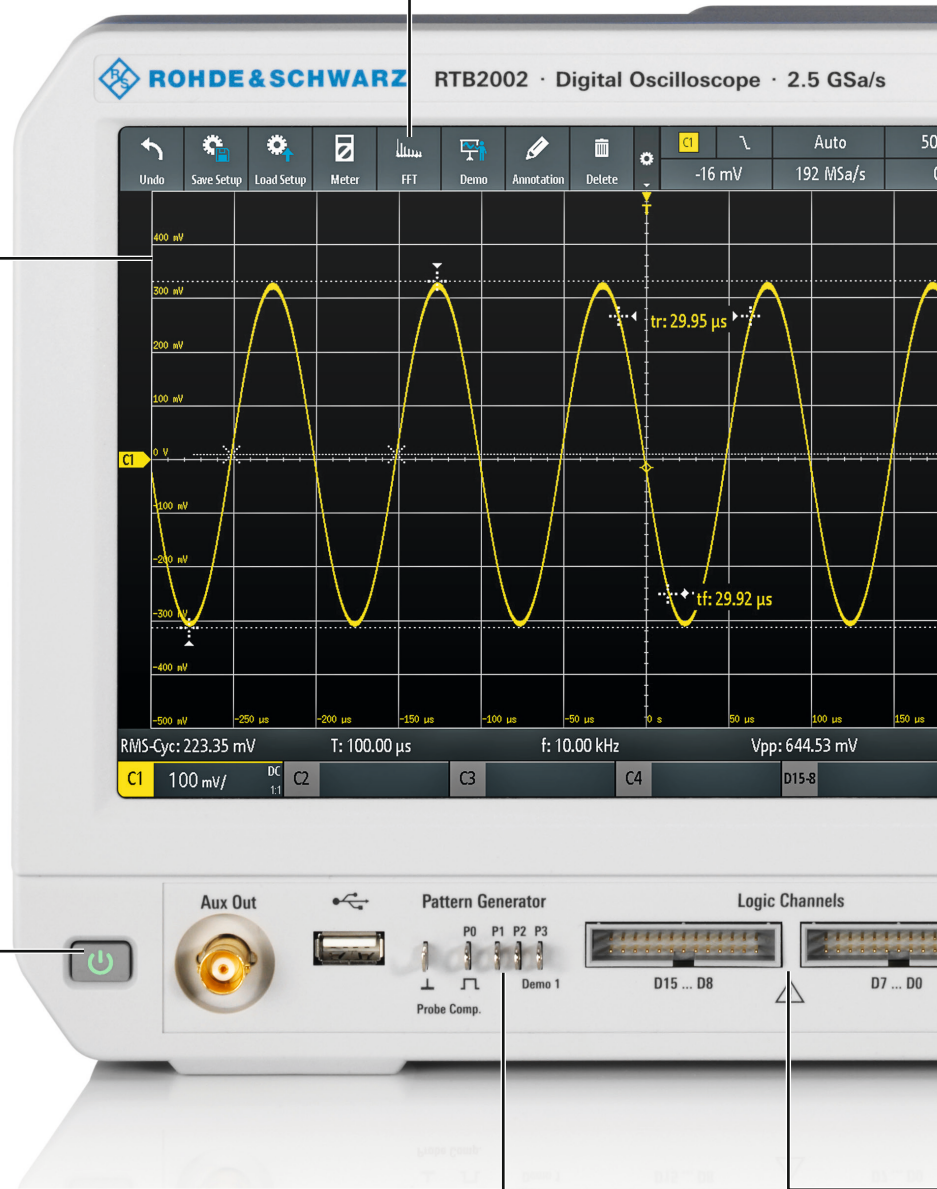 ROHDE & SCHWARZ RTB2002 · Digital Oscilloscope · 2.5 GSa/s
Undo Save Setup Load Setup Meter FFT Demo Annotation Delete
C1 Auto 50
-16 mV 192 MSa/s
T
400 mV
300 mV
tr: 29.95 µs
200 mV
100 mV
0 V
C1
-100 mV
-200 mV
tf: 29.92 µs
-300 mV
-400 mV
-500 mV -250 µs -200 µs -150 µs -100 µs -50 µs 0 s 50 µs 100 µs 150 µs
RMS-Cyc: 223.35 mV T: 100.00 µs f: 10.00 kHz Vpp: 644.53 mV
C1 100 mV/ DC 1:1 C2 C3 C4 D15-8
Aux Out Pattern Generator Logic Channels
P0 P1 P2 P3
Demo 1 D15 ... D8 D7 ... D0
Probe Comp.